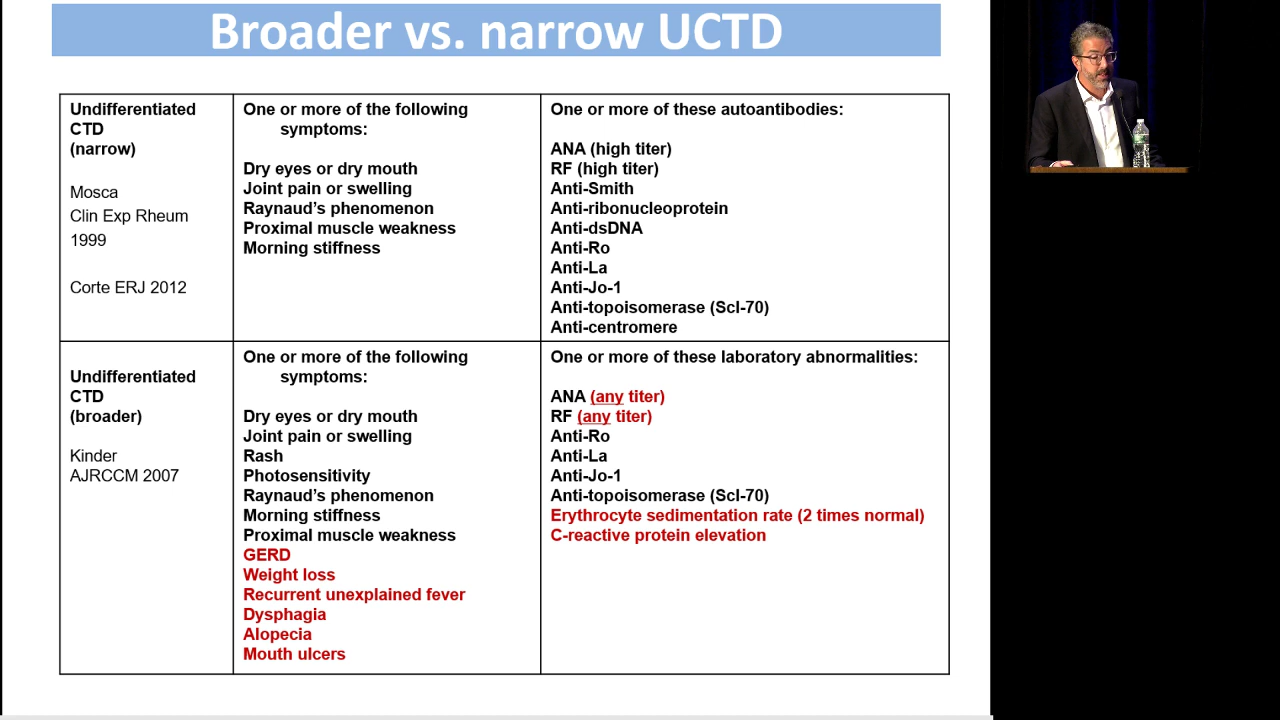 Broader vs. narrow UCTD
Undifferentiated
CTD
(narrow)
Mosca
Clin Exp Rheum
1999
Corte ERJ 2012
One or more of the following
symptoms:
Dry eyes or dry mouth
Joint pain or swelling
Raynaud's phenomenon
Proximal muscle weakness
Morning stiffness
One or more of these autoantibodies:
ANA (high titer)
RF (high titer)
Anti-Smith
Anti-ribonucleoprotein
Anti-dsDNA
Anti-Ro
Anti-La
Anti-Jo-1
Anti-topoisomerase (Scl-70)
Anti-centromere
Undifferentiated
CTD
(broader)
Kinder
AJRCCM 2007
One or more of the following
symptoms:
Dry eyes or dry mouth
Joint pain or swelling
Rash
Photosensitivity
Raynaud's phenomenon
Morning stiffness
Proximal muscle weakness
GERD
Weight loss
Recurrent unexplained fever
Dysphagia
Alopecia
Mouth ulcers
One or more of these laboratory abnormalities:
ANA (any titer)
RF (any titer)
Anti-Ro
Anti-La
Anti-Jo-1
Anti-topoisomerase (Scl-70)
Erythrocyte sedimentation rate (2 times normal)
C-reactive protein elevation